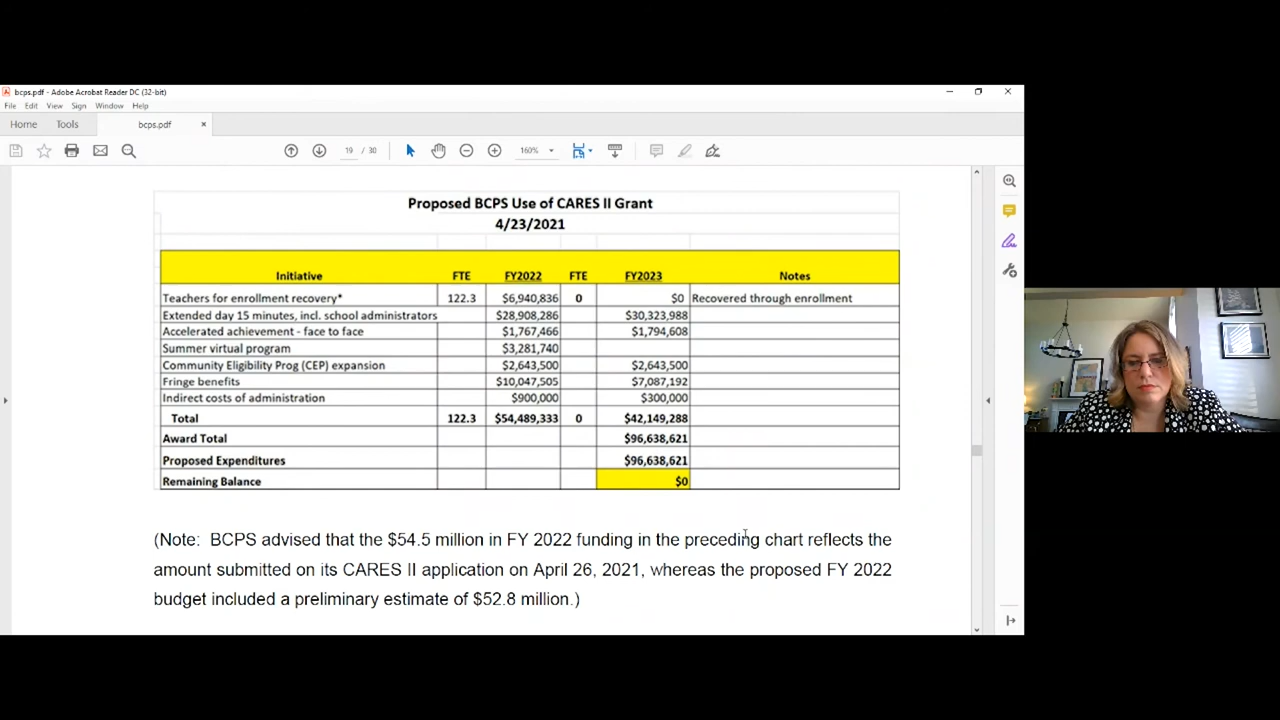 bcps.pdf - Adobe Acrobat Reader DC (32-bit)
File Edit View Sign Window Help
Home Tools bcps.pdf ×
19 / 30 160%
Proposed BCPS Use of CARES II Grant
4/23/2021
Initiative FTE FY2022 FTE FY2023 Notes
Teachers for enrollment recovery* 122.3 $6,940,836 0 $0 Recovered through enrollment
Extended day 15 minutes, incl. school administrators $28,908,286 $30,323,988
Accelerated achievement - face to face $1,767,466 $1,794,608
Summer virtual program $3,281,740
Community Eligibility Prog (CEP) expansion $2,643,500 $2,643,500
Fringe benefits $10,047,505 $7,087,192
Indirect costs of administration $900,000 $300,000
Total 122.3 $54,489,333 0 $42,149,288
Award Total $96,638,621
Proposed Expenditures $96,638,621
Remaining Balance $0
(Note: BCPS advised that the $54.5 million in FY 2022 funding in the preceding chart reflects the
amount submitted on its CARES II application on April 26, 2021, whereas the proposed FY 2022
budget included a preliminary estimate of $52.8 million.)